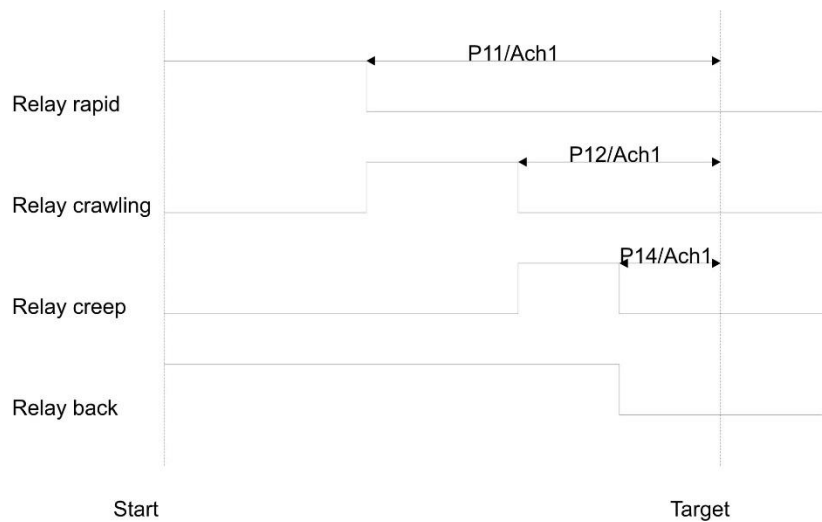 P11/Ach1
Relay rapid
P12/Ach1
Relay crawling
P14/Ach1
Relay creep
Relay back
Start Target